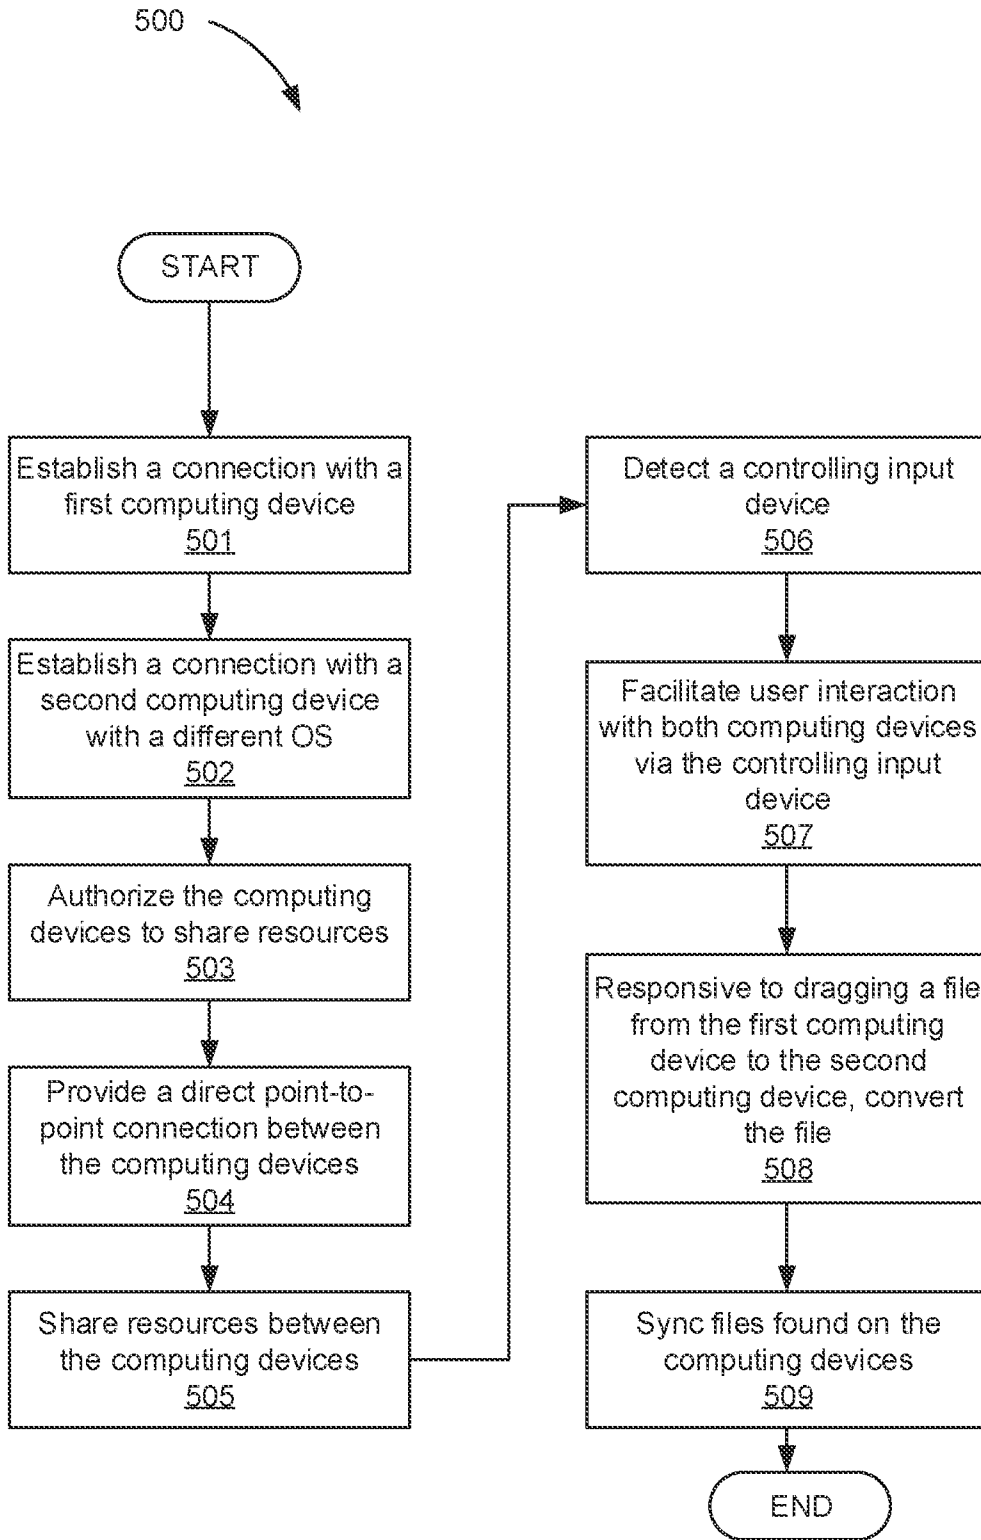 500
START
Establish a connection with a
first computing device
501
Establish a connection with a
second computing device
with a different OS
502
Authorize the computing
devices to share resources
503
Provide a direct point-to-
point connection between
the computing devices
504
Share resources between
the computing devices
505
Detect a controlling input
device
506
Facilitate user interaction
with both computing devices
via the controlling input
device
507
Responsive to dragging a file
from the first computing
device to the second
computing device, convert
the file
508
Sync files found on the
computing devices
509
END